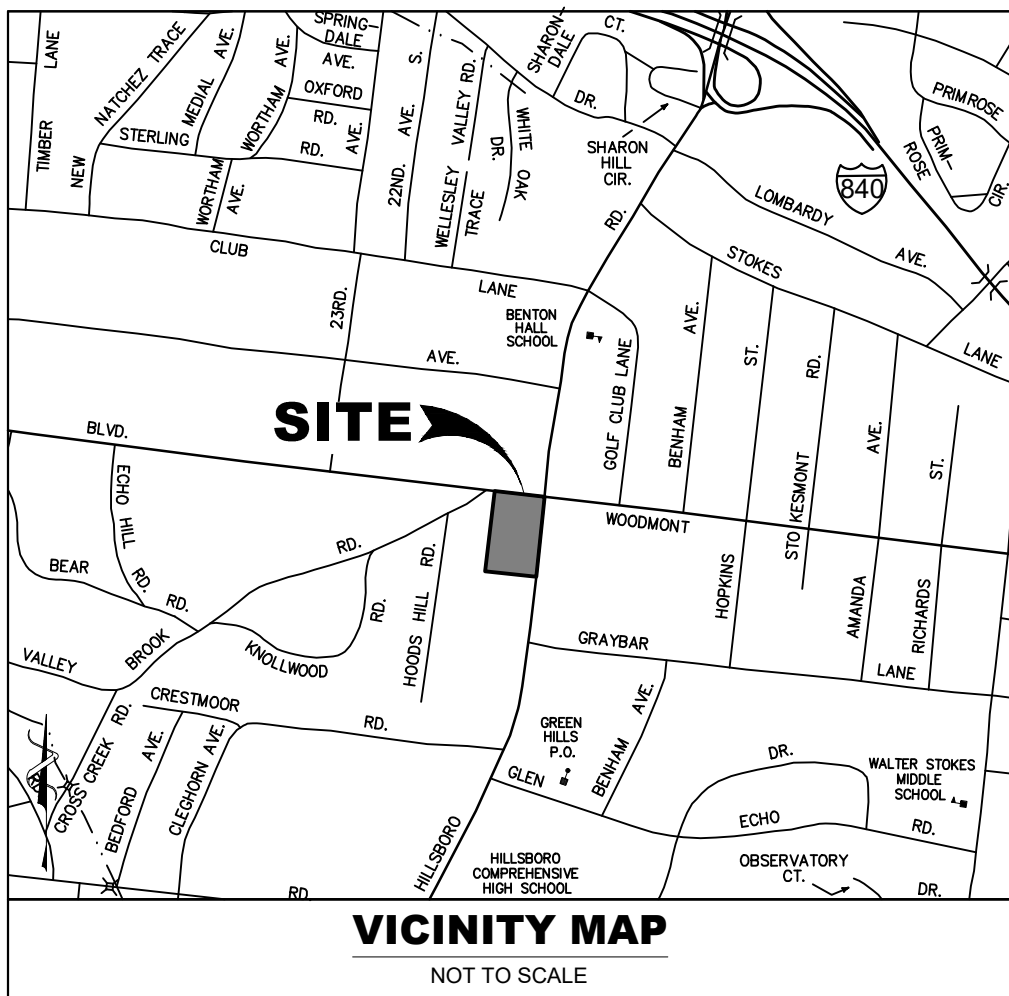 SPRING-
DALE
AVE.
OXFORD
RD.
AVE.
TIMBER
LANE
NEW
NATCHEZ TRACE
STERLING
MEDIAL
AVE.
WORTHAM
AVE.
RD.
WORTHAM
AVE.
22ND.
AVE.
S.
WELLESLEY
TRACE
VALLEY RD.
WHITE OAK
DR.
SHARON-
DALE
CT.
DR.
SHARON
HILL
CIR.
RD.
PRIMROSE
PRIM-
ROSE
CIR.
840
LOMBARDY
AVE.
STOKES
LANE
CLUB
LANE
23RD.
BENTON
HALL
SCHOOL
AVE.
GOLF CLUB LANE
BENHAM
AVE.
ST.
RD.
AVE.
ST.
SITE
BLVD.
WOODMONT
ECHO HILL
RD.
BEAR
RD.
BROOK
RD.
VALLEY
KNOLLWOOD
RD.
HOODS HILL
RD.
HOPKINS
STOKESMONT
AMANDA
RICHARDS
GRAYBAR
LANE
CRESTMOOR
RD.
CROSS CREEK
RD.
BEDFORD
AVE.
CLEGHORN
AVE.
GREEN
HILLS
P.O.
BENHAM
AVE.
GLEN
ECHO
RD.
DR.
WALTER STOKES
MIDDLE
SCHOOL
HILLSBORO
HILLSBORO
COMPREHENSIVE
HIGH SCHOOL
OBSERVATORY
CT.
DR.
RD.
VICINITY MAP
NOT TO SCALE